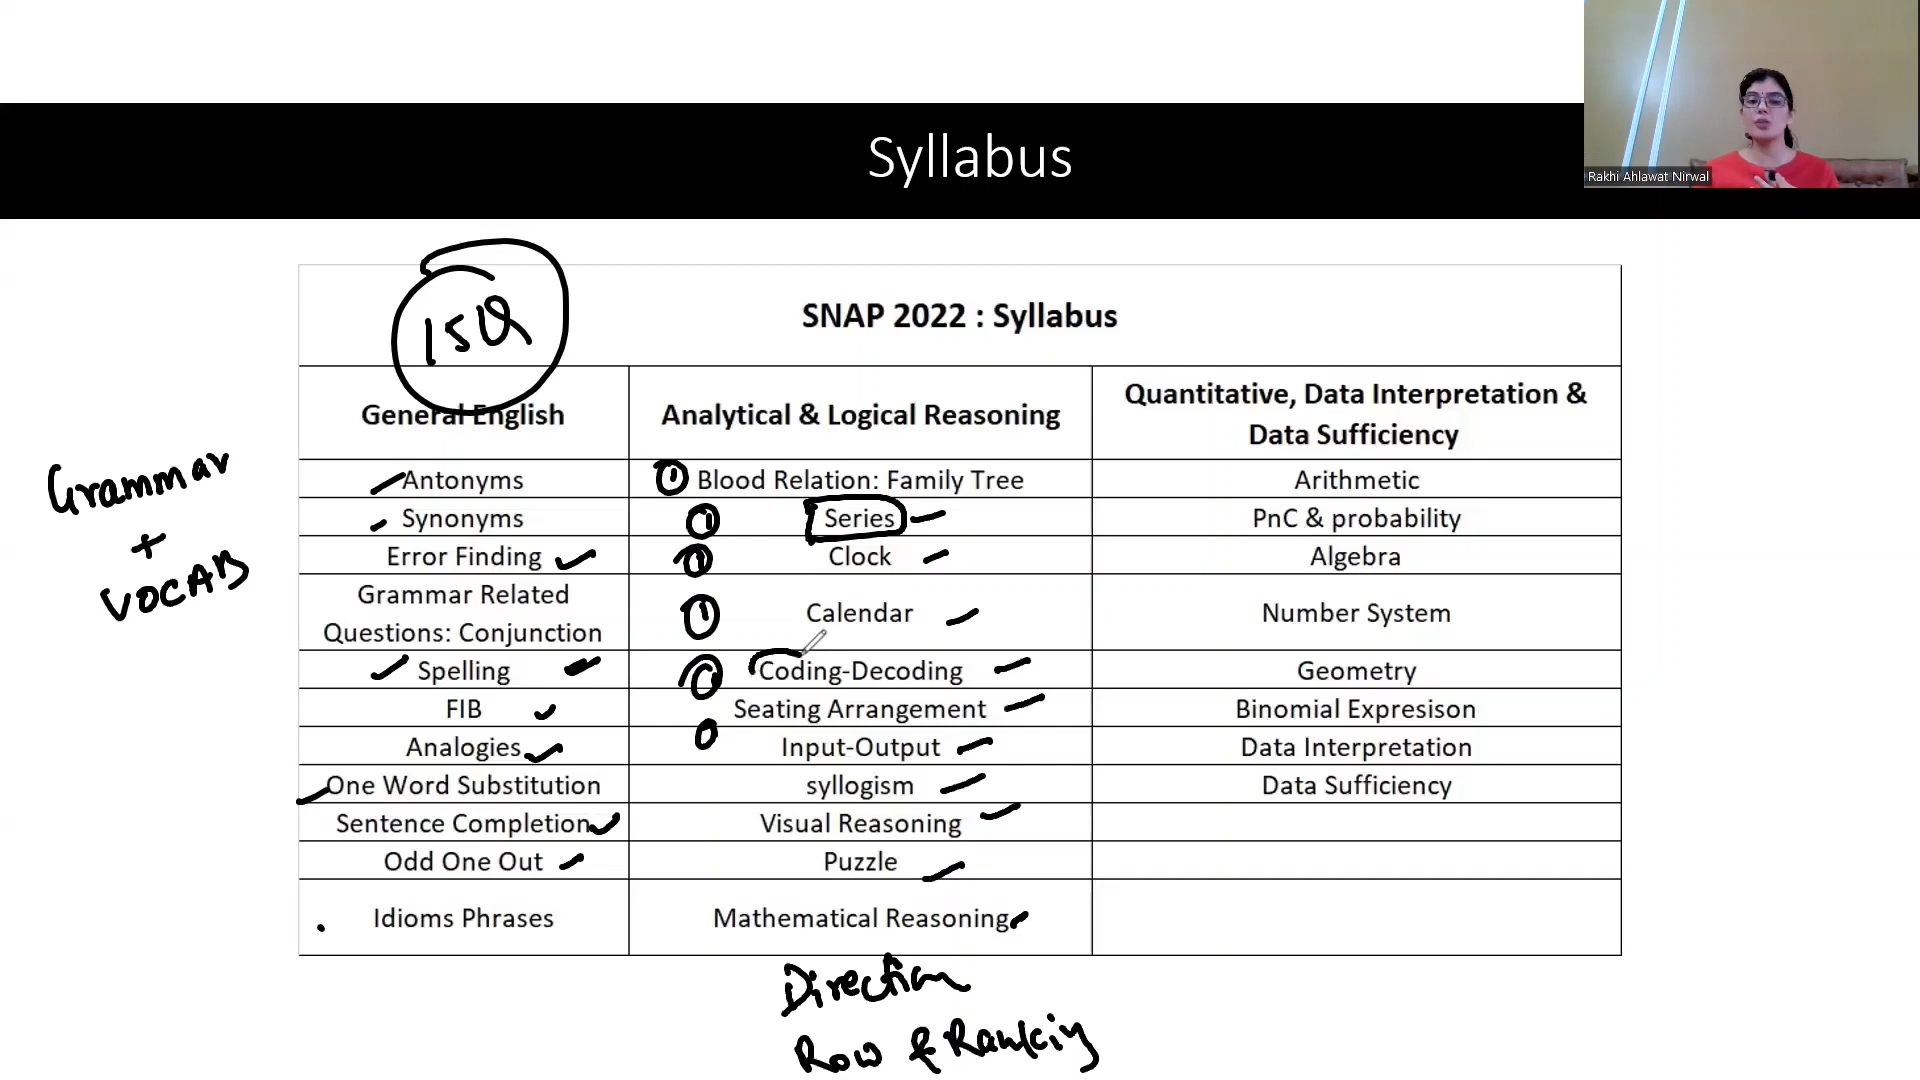 Rakhi Ahlawat Nirwal
Syllabus
15Q
SNAP 2022 : Syllabus
General English
Analytical & Logical Reasoning
Quantitative, Data Interpretation &
Data Sufficiency
Grammar
+
VOCAB
Antonyms
1 Blood Relation: Family Tree
Arithmetic
Synonyms
1 Series
PnC & probability
Error Finding
1 Clock
Algebra
Grammar Related
Questions: Conjunction
1 Calendar
Number System
Spelling
1 Coding-Decoding
Geometry
FIB
Seating Arrangement
Binomial Expresison
Analogies
Input-Output
Data Interpretation
One Word Substitution
syllogism
Data Sufficiency
Sentence Completion
Visual Reasoning
Odd One Out
Puzzle
Idioms Phrases
Mathematical Reasoning
Direction
Row & Ranking